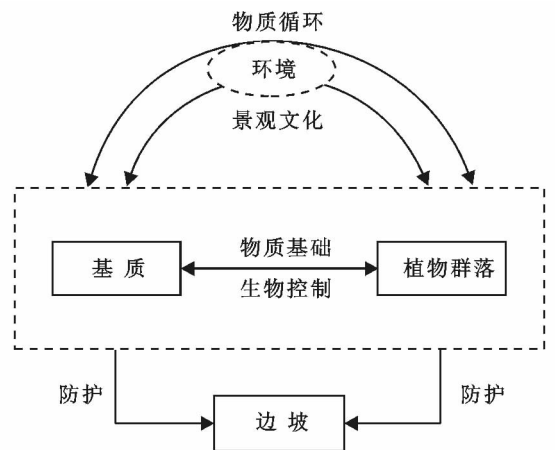 物质循环
环境
景观文化
基质
物质基础
生物控制
植物群落
防护
边坡
防护